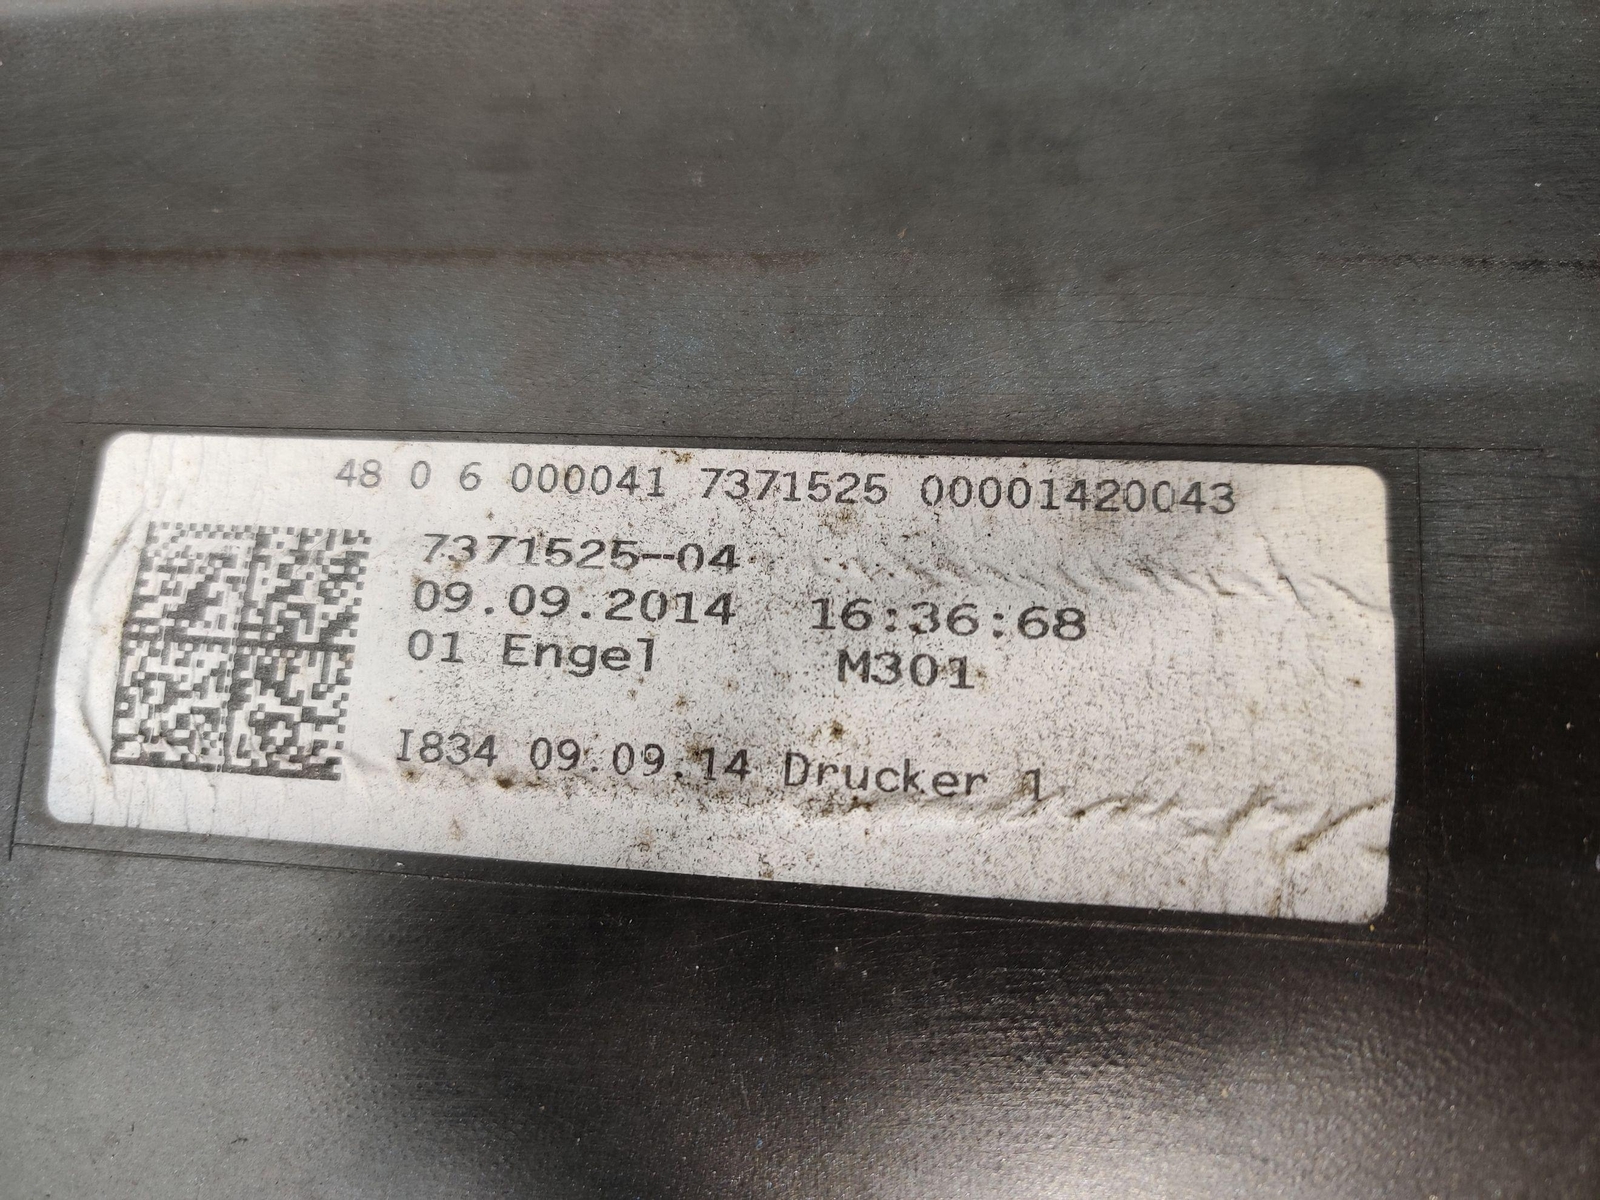 48 0 6 000041 7371525 00001420043
7371525-04
09.09.2014 16:36:68
01 Engel M301
I834 09.09.14 Drucker 1